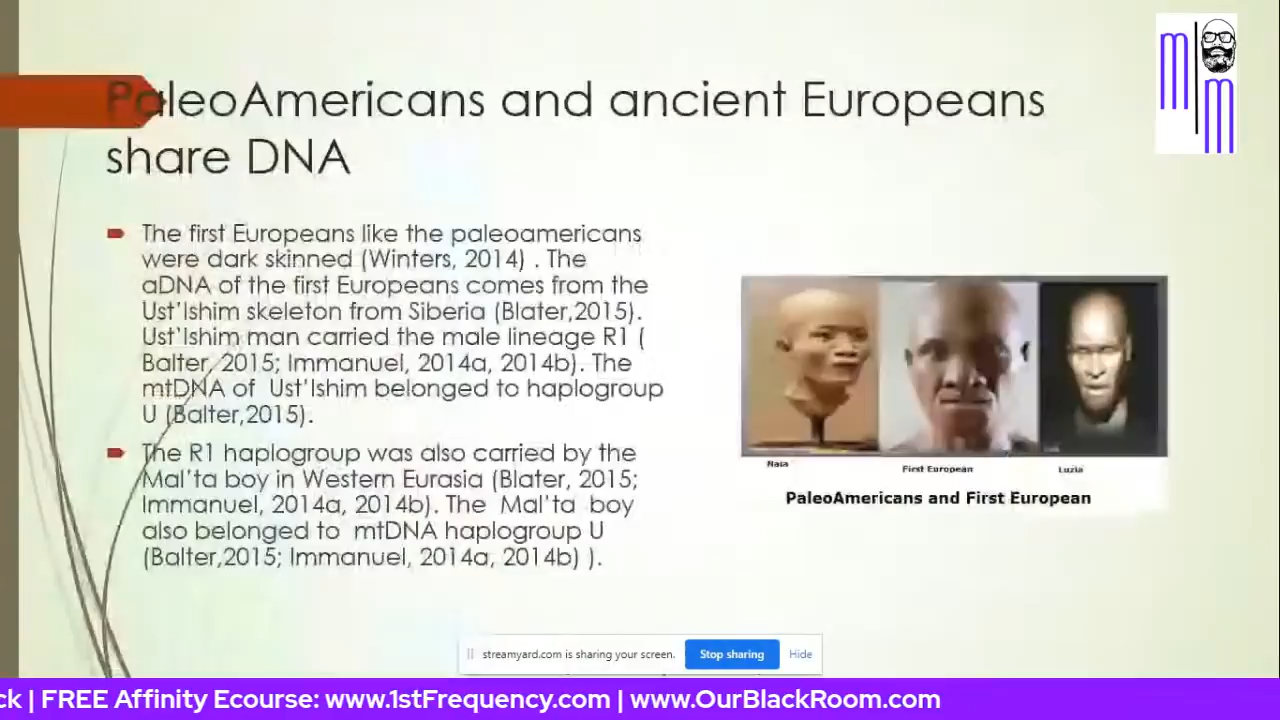 PaleoAmericans and ancient Europeans
share DNA
The first Europeans like the paleoamericans
were dark skinned (Winters, 2014) . The
aDNA of the first Europeans comes from the
Ust'Ishim skeleton from Siberia (Blater,2015).
Ust'Ishim man carried the male lineage R1 (
Balter, 2015; Immanuel, 2014a, 2014b). The
mtDNA of Ust'Ishim belonged to haplogroup
U (Balter,2015).
The R1 haplogroup was also carried by the
Mal'ta boy in Western Eurasia (Blater, 2015;
Immanuel, 2014a, 2014b). The Mal'ta boy
also belonged to mtDNA haplogroup U
(Balter,2015; Immanuel, 2014a, 2014b) ).
m m
Naia
First European
Luzia
PaleoAmericans and First European
streamyard.com is sharing your screen. Stop sharing Hide
ck | FREE Affinity Ecourse: www.1stFrequency.com | www.OurBlackRoom.com